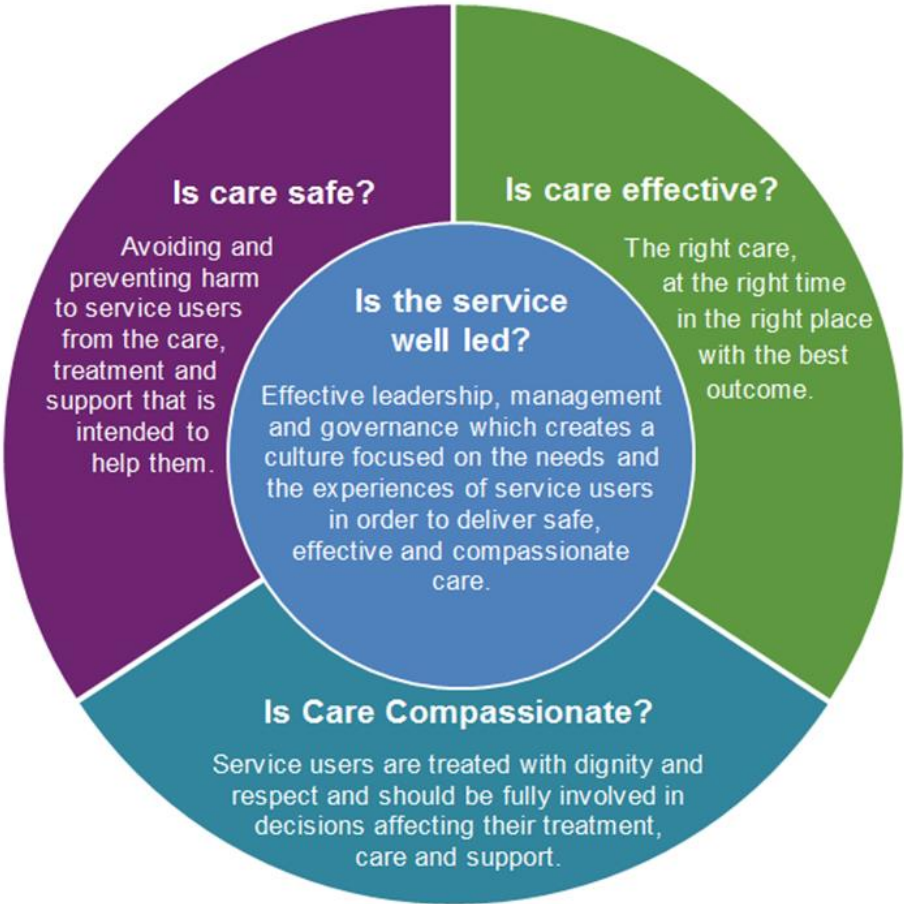 Is care safe?
Avoiding and
preventing harm
to service users
from the care,
treatment and
support that is
intended to
help them.
Is care effective?
The right care,
at the right time
in the right place
with the best
outcome.
Is the service
well led?
Effective leadership, management
and governance which creates a
culture focused on the needs and
the experiences of service users
in order to deliver safe,
effective and compassionate
care.
Is Care Compassionate?
Service users are treated with dignity and
respect and should be fully involved in
decisions affecting their treatment,
care and support.